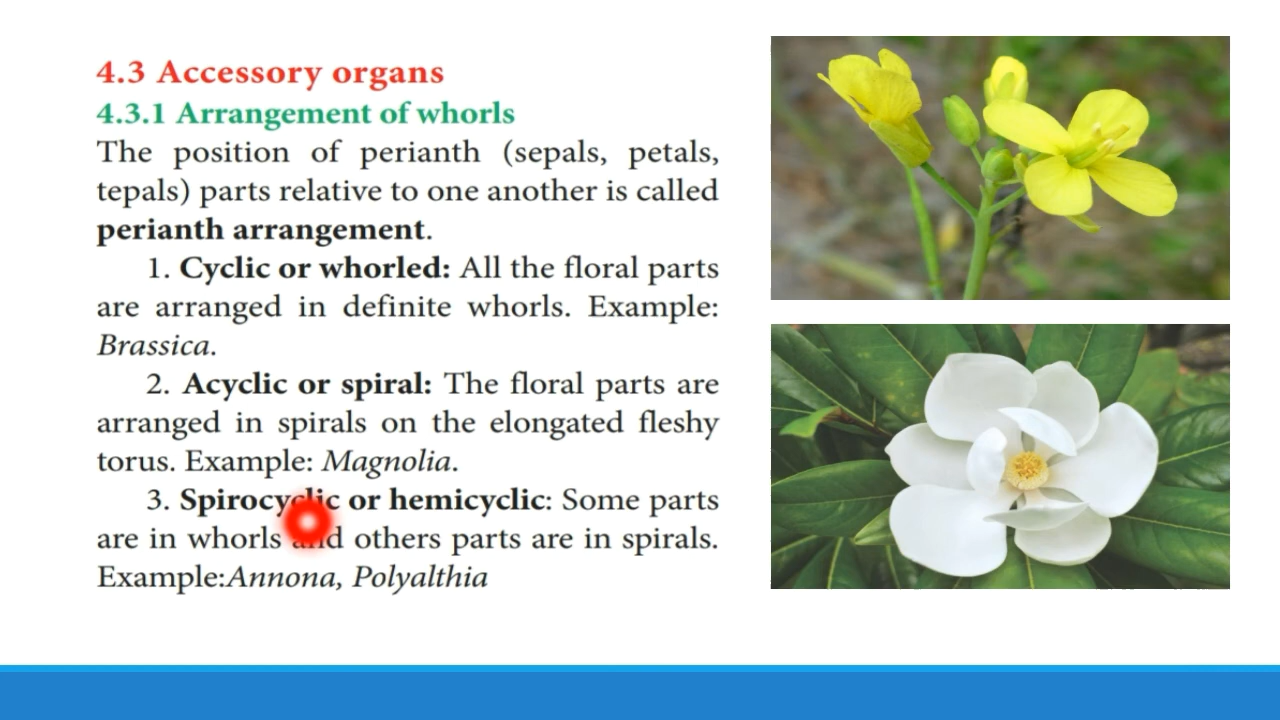 4.3 Accessory organs
4.3.1 Arrangement of whorls
The position of perianth (sepals, petals,
tepals) parts relative to one another is called
perianth arrangement.
1. Cyclic or whorled: All the floral parts
are arranged in definite whorls. Example:
Brassica.
2. Acyclic or spiral: The floral parts are
arranged in spirals on the elongated fleshy
torus. Example: Magnolia.
3. Spirocyclic or hemicyclic: Some parts
are in whorls and others parts are in spirals.
Example:Annona, Polyalthia